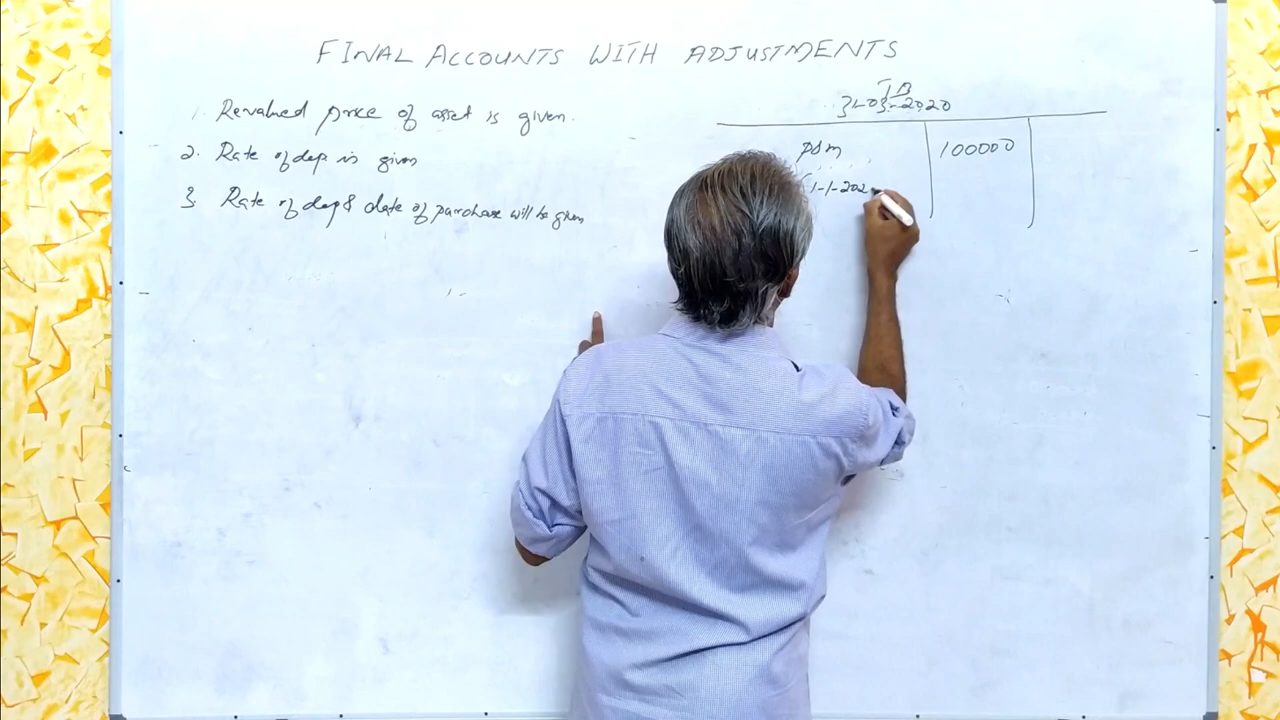 FINAL ACCOUNTS WITH ADJUSTMENTS
1. Revalued price of asset is given.
2. Rate of dep is given
3 Rate of dep & date of purchase will be given
TB
31-03-2020
P&M 100000
(1-1-202